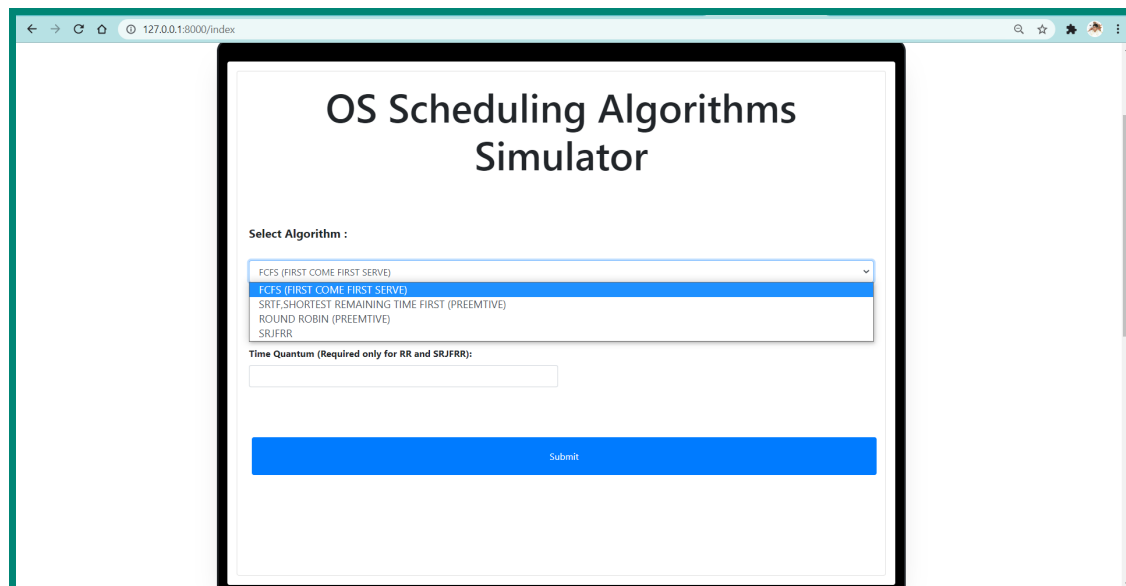 127.0.0.1:8000/index
OS Scheduling Algorithms
Simulator
Select Algorithm :
FCFS (FIRST COME FIRST SERVE)
FCFS (FIRST COME FIRST SERVE)
SRTF,SHORTEST REMAINING TIME FIRST (PREEMTIVE)
ROUND ROBIN (PREEMTIVE)
SRJFRR
Time Quantum (Required only for RR and SRJFRR):
Submit